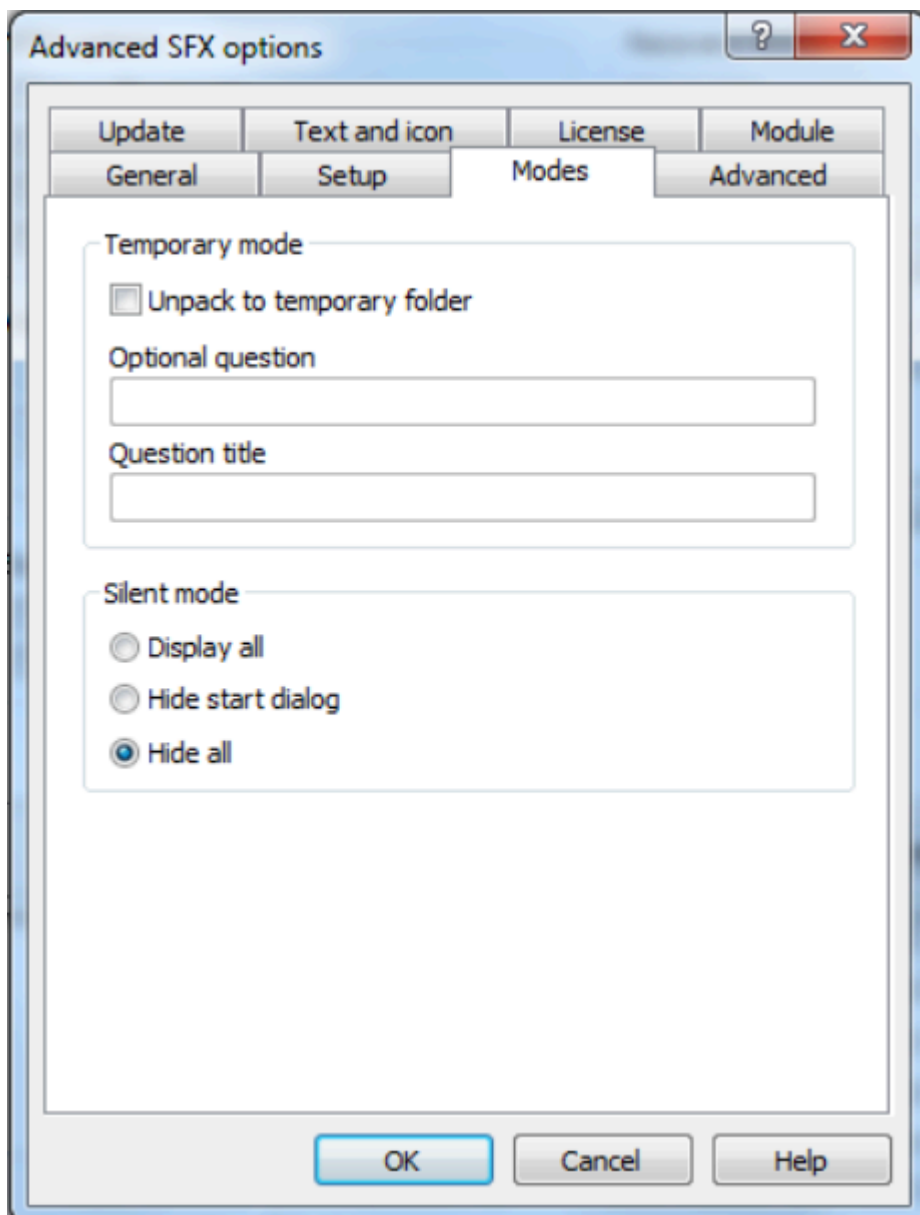 Advanced SFX options
?
X
Update Text and icon License Module
General Setup Modes Advanced
Temporary mode
Unpack to temporary folder
Optional question
Question title
Silent mode
Display all
Hide start dialog
Hide all
OK Cancel Help